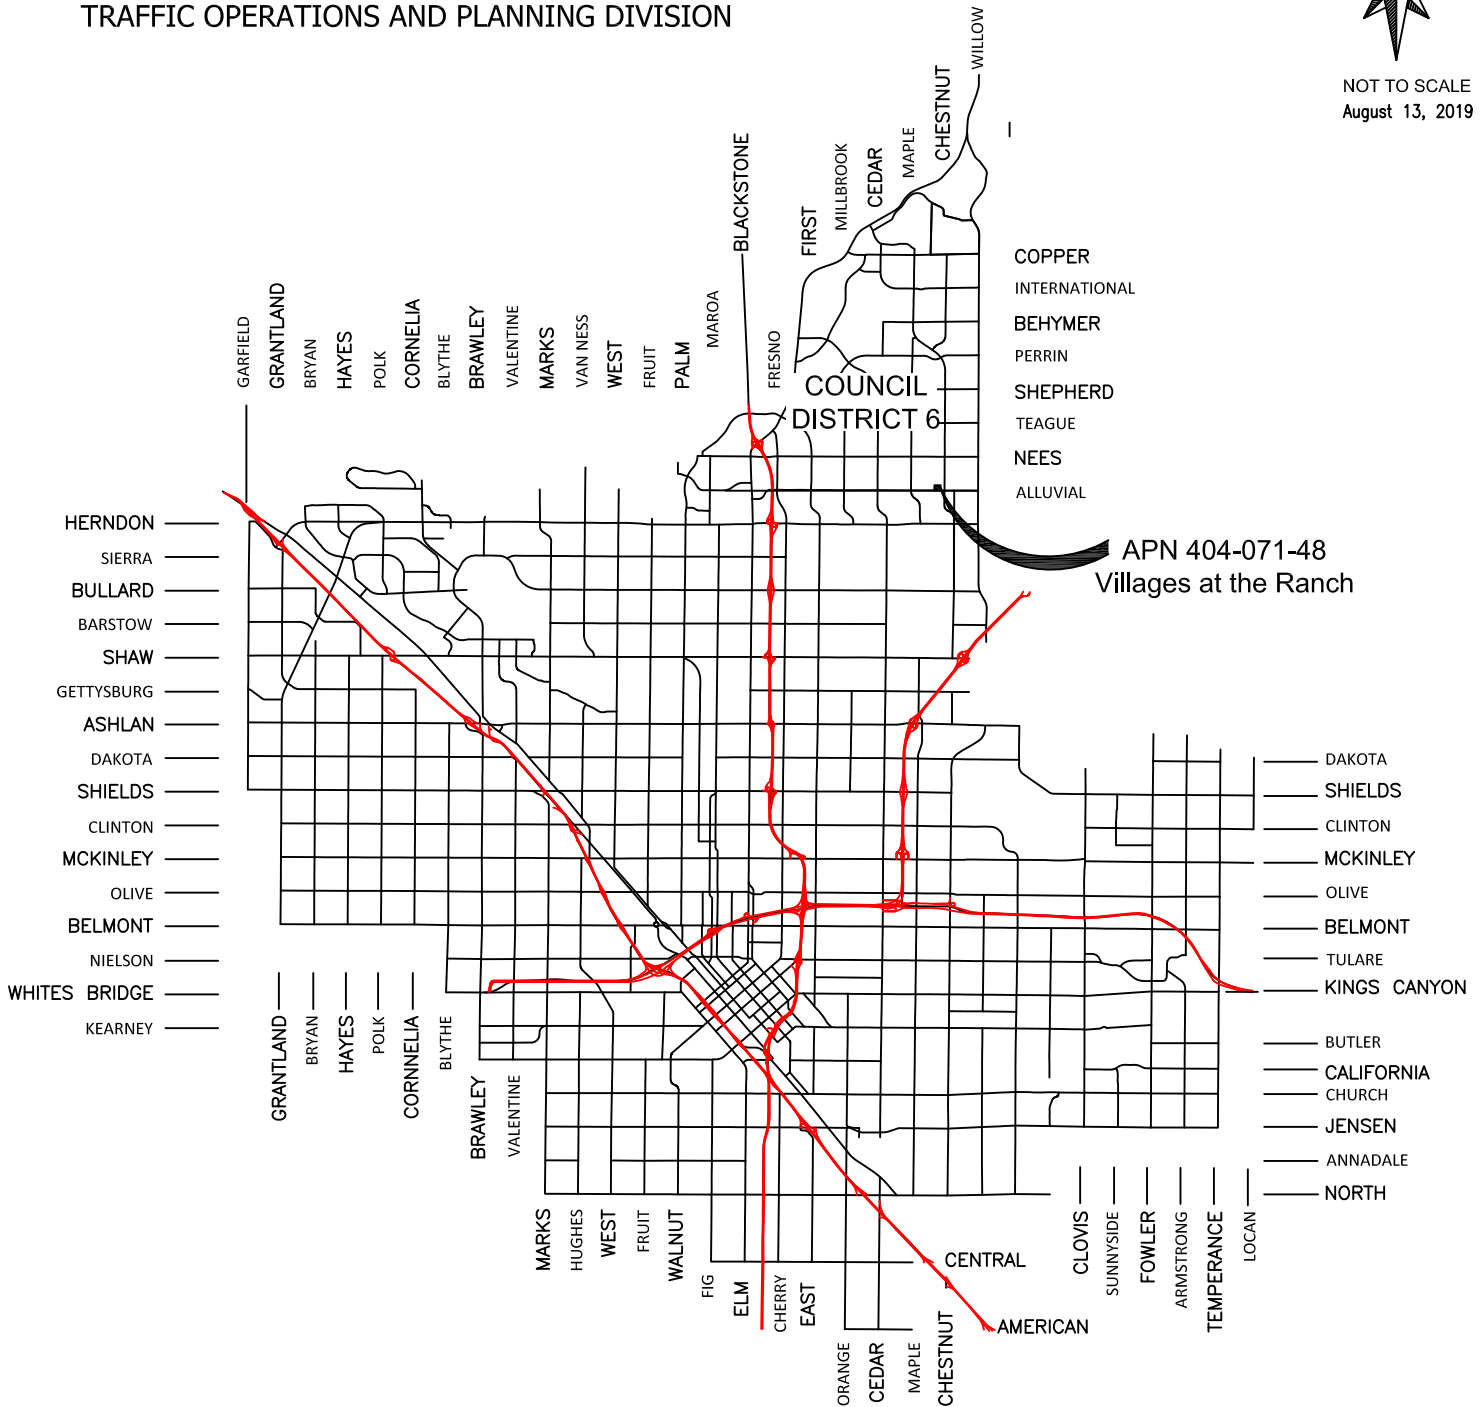 TRAFFIC OPERATIONS AND PLANNING DIVISION
NOT TO SCALE
August 13, 2019
WILLOW
CHESTNUT
MAPLE
CEDAR
MILLBROOK
FIRST
BLACKSTONE
GARFIELD
GRANTLAND
BRYAN
HAYES
POLK
CORNELIA
BLYTHE
BRAWLEY
VALENTINE
MARKS
VAN NESS
WEST
FRUIT
PALM
MAROA
FRESNO
COPPER
INTERNATIONAL
BEHYMER
PERRIN
SHEPHERD
TEAGUE
NEES
ALLUVIAL
COUNCIL
DISTRICT 6
APN 404-071-48
Villages at the Ranch
HERNDON
SIERRA
BULLARD
BARSTOW
SHAW
GETTYSBURG
ASHLAN
DAKOTA
SHIELDS
CLINTON
MCKINLEY
OLIVE
BELMONT
NIELSON
WHITES BRIDGE
KEARNEY
DAKOTA
SHIELDS
CLINTON
MCKINLEY
OLIVE
BELMONT
TULARE
KINGS CANYON
BUTLER
CALIFORNIA
CHURCH
JENSEN
ANNADALE
NORTH
GRANTLAND
BRYAN
HAYES
POLK
CORNNELIA
BLYTHE
BRAWLEY
VALENTINE
MARKS
HUGHES
WEST
FRUIT
WALNUT
FIG
ELM
CHERRY
EAST
ORANGE
CEDAR
MAPLE
CHESTNUT
CENTRAL
AMERICAN
CLOVIS
SUNNYSIDE
FOWLER
ARMSTRONG
TEMPERANCE
LOCAN